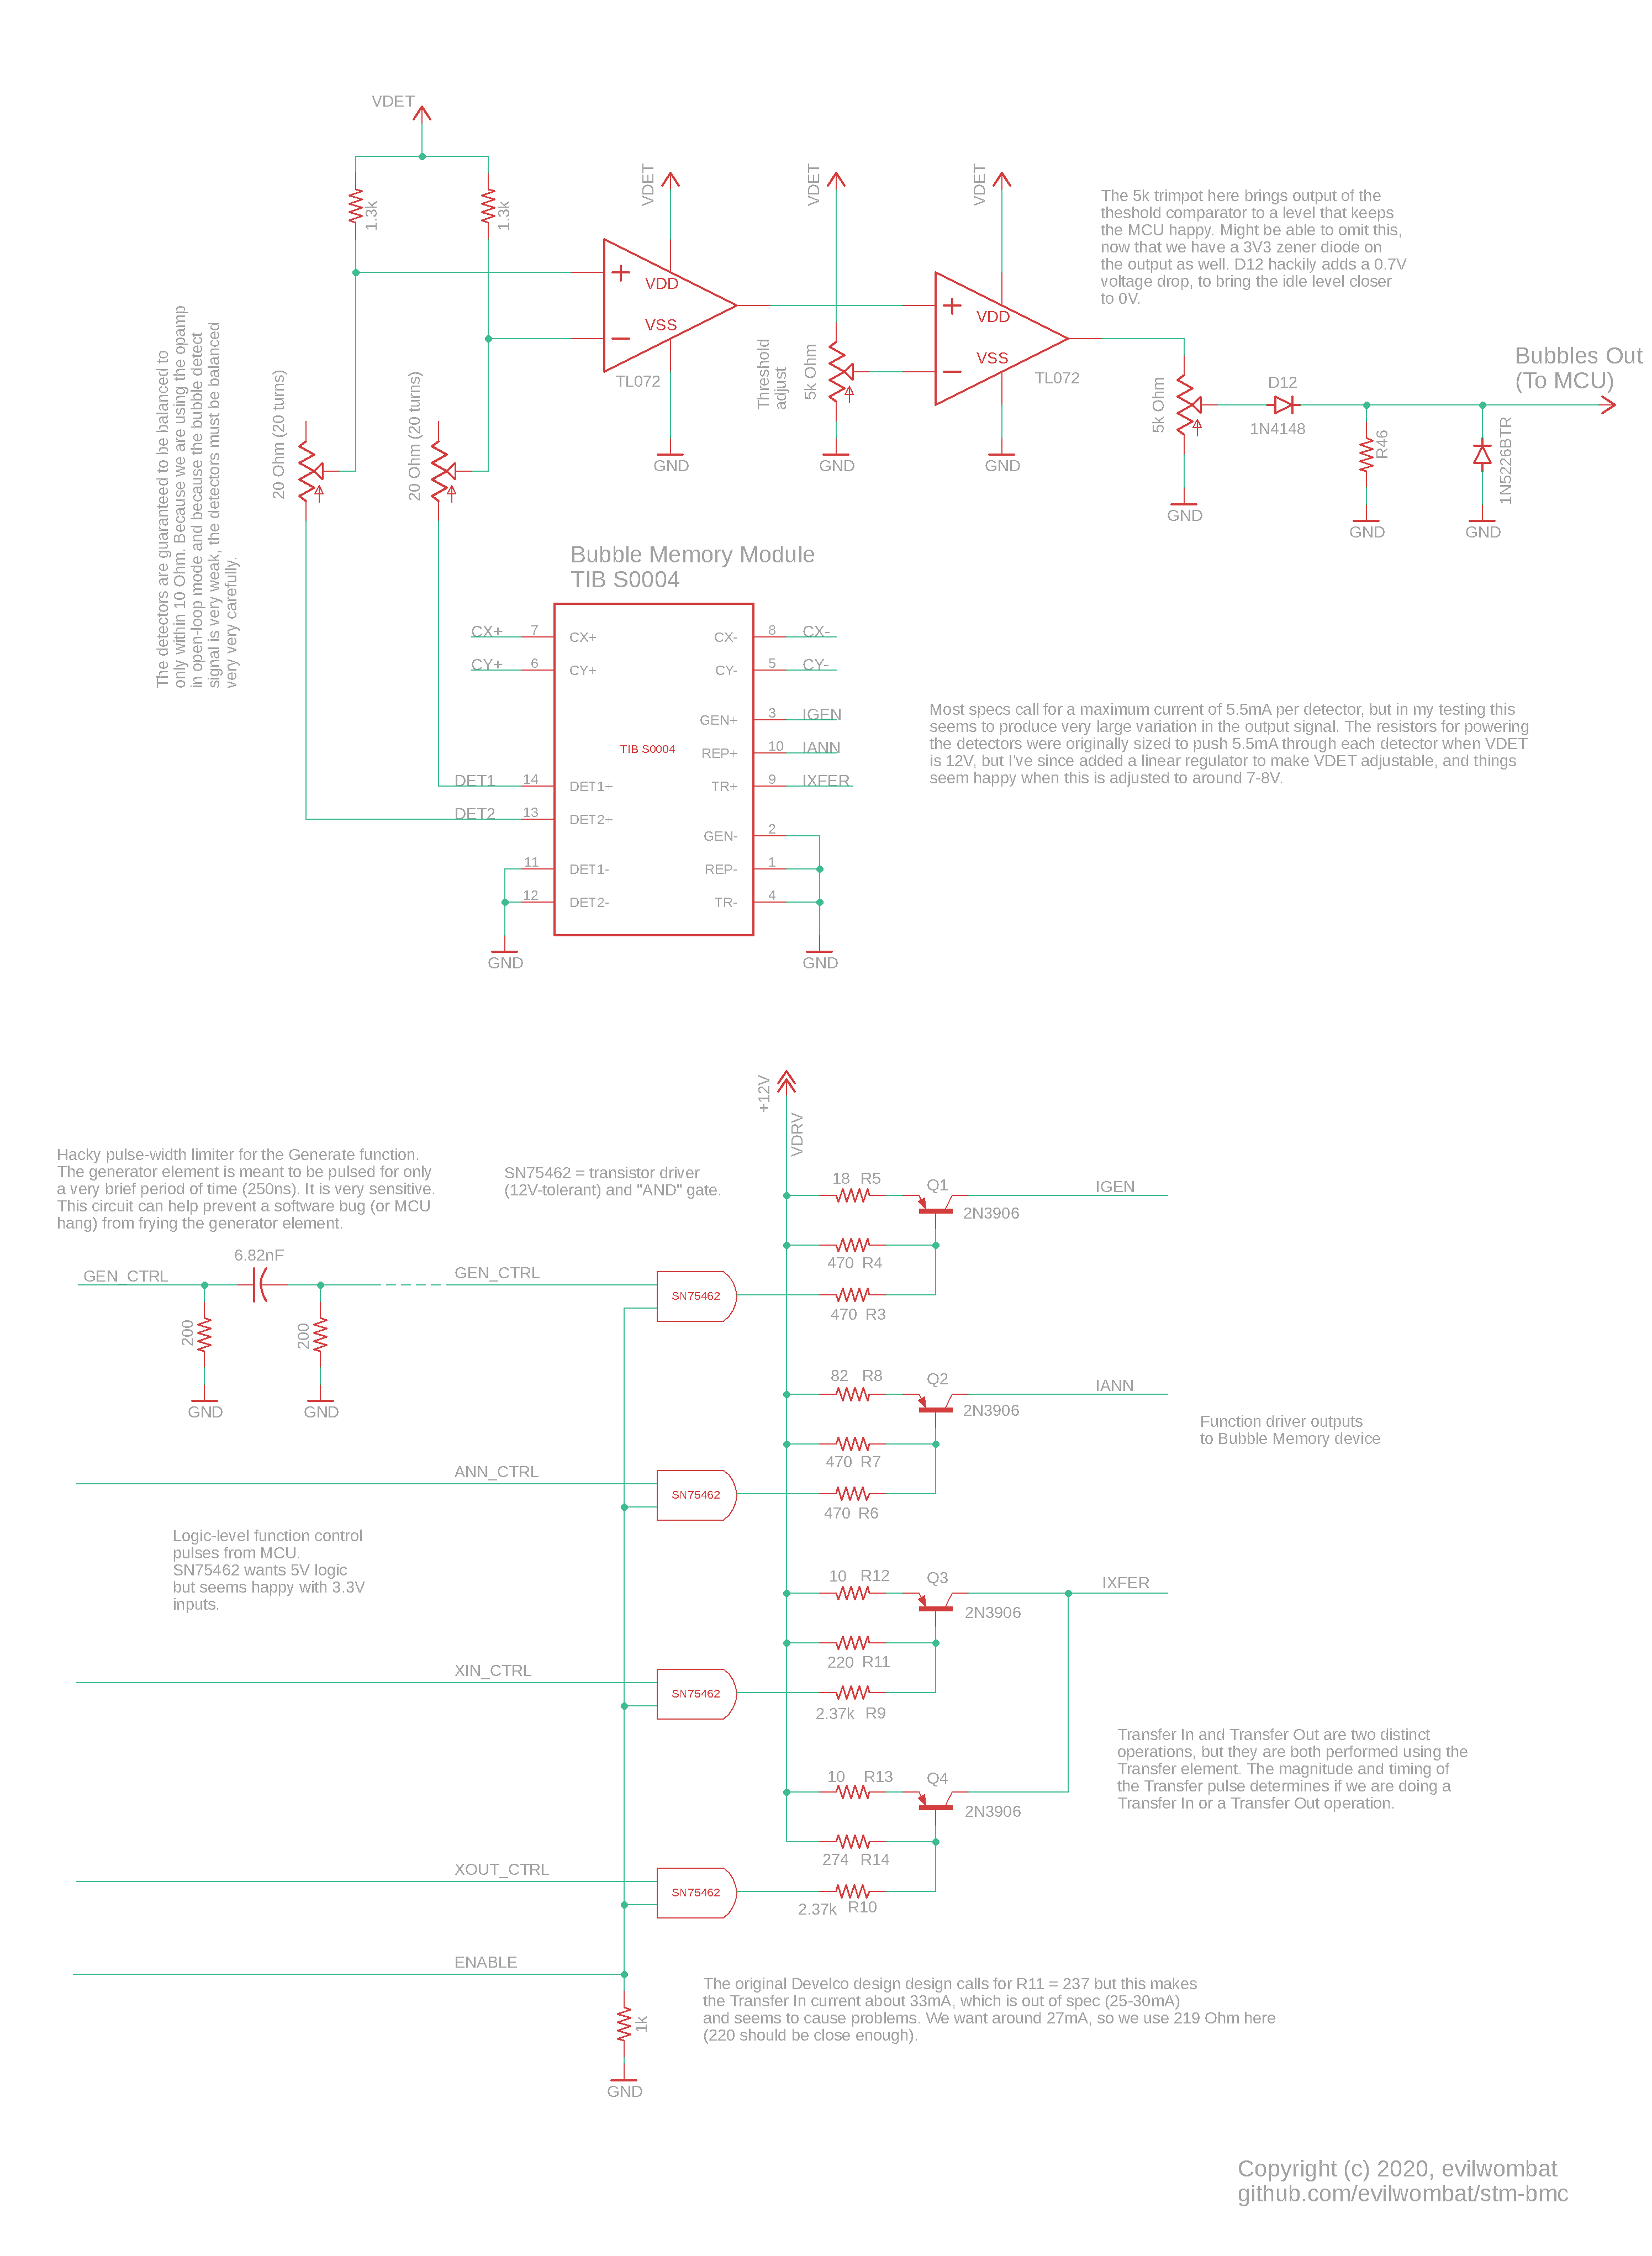 VDET
1.3k
1.3k
VDET
VDET
VDET
VDD
VSS
TL072
GND
Threshold
adjust
5k Ohm
GND
VDD
VSS
TL072
GND
The 5k trimpot here brings output of the
theshold comparator to a level that keeps
the MCU happy. Might be able to omit this,
now that we have a 3V3 zener diode on
the output as well. D12 hackily adds a 0.7V
voltage drop, to bring the idle level closer
to 0V.
5k Ohm
GND
D12
1N4148
R46
GND
1N5226BTR
GND
Bubbles Out
(To MCU)
The detectors are guaranteed to be balanced to
only within 10 Ohm. Because we are using the opamp
in open-loop mode and because the bubble detect
signal is very weak, the detectors must be balanced
very very carefully.
20 Ohm (20 turns)
20 Ohm (20 turns)
Bubble Memory Module
TIB S0004
CX+ 7 CX+ CX- 8 CX-
CY+ 6 CY+ CY- 5 CY-
GEN+ 3 IGEN
TIB S0004 REP+ 10 IANN
DET1 14 DET1+ TR+ 9 IXFER
DET2 13 DET2+
GEN- 2
11 DET1- REP- 1
12 DET2- TR- 4
GND
GND
Most specs call for a maximum current of 5.5mA per detector, but in my testing this
seems to produce very large variation in the output signal. The resistors for powering
the detectors were originally sized to push 5.5mA through each detector when VDET
is 12V, but I've since added a linear regulator to make VDET adjustable, and things
seem happy when this is adjusted to around 7-8V.
+12V
VDRV
Hacky pulse-width limiter for the Generate function.
The generator element is meant to be pulsed for only
a very brief period of time (250ns). It is very sensitive.
This circuit can help prevent a software bug (or MCU
hang) from frying the generator element.
SN75462 = transistor driver
(12V-tolerant) and "AND" gate.
6.82nF
GEN_CTRL
GEN_CTRL
200
200
GND
GND
SN75462
18 R5
Q1
2N3906
IGEN
470 R4
470 R3
82 R8
Q2
2N3906
IANN
470 R7
470 R6
Function driver outputs
to Bubble Memory device
ANN_CTRL
SN75462
Logic-level function control
pulses from MCU.
SN75462 wants 5V logic
but seems happy with 3.3V
inputs.
10 R12
Q3
2N3906
IXFER
220 R11
2.37k R9
XIN_CTRL
SN75462
Transfer In and Transfer Out are two distinct
operations, but they are both performed using the
Transfer element. The magnitude and timing of
the Transfer pulse determines if we are doing a
Transfer In or a Transfer Out operation.
10 R13
Q4
2N3906
274 R14
2.37k R10
XOUT_CTRL
SN75462
ENABLE
1k
GND
The original Develco design design calls for R11 = 237 but this makes
the Transfer In current about 33mA, which is out of spec (25-30mA)
and seems to cause problems. We want around 27mA, so we use 219 Ohm here
(220 should be close enough).
Copyright (c) 2020, evilwombat
github.com/evilwombat/stm-bmc